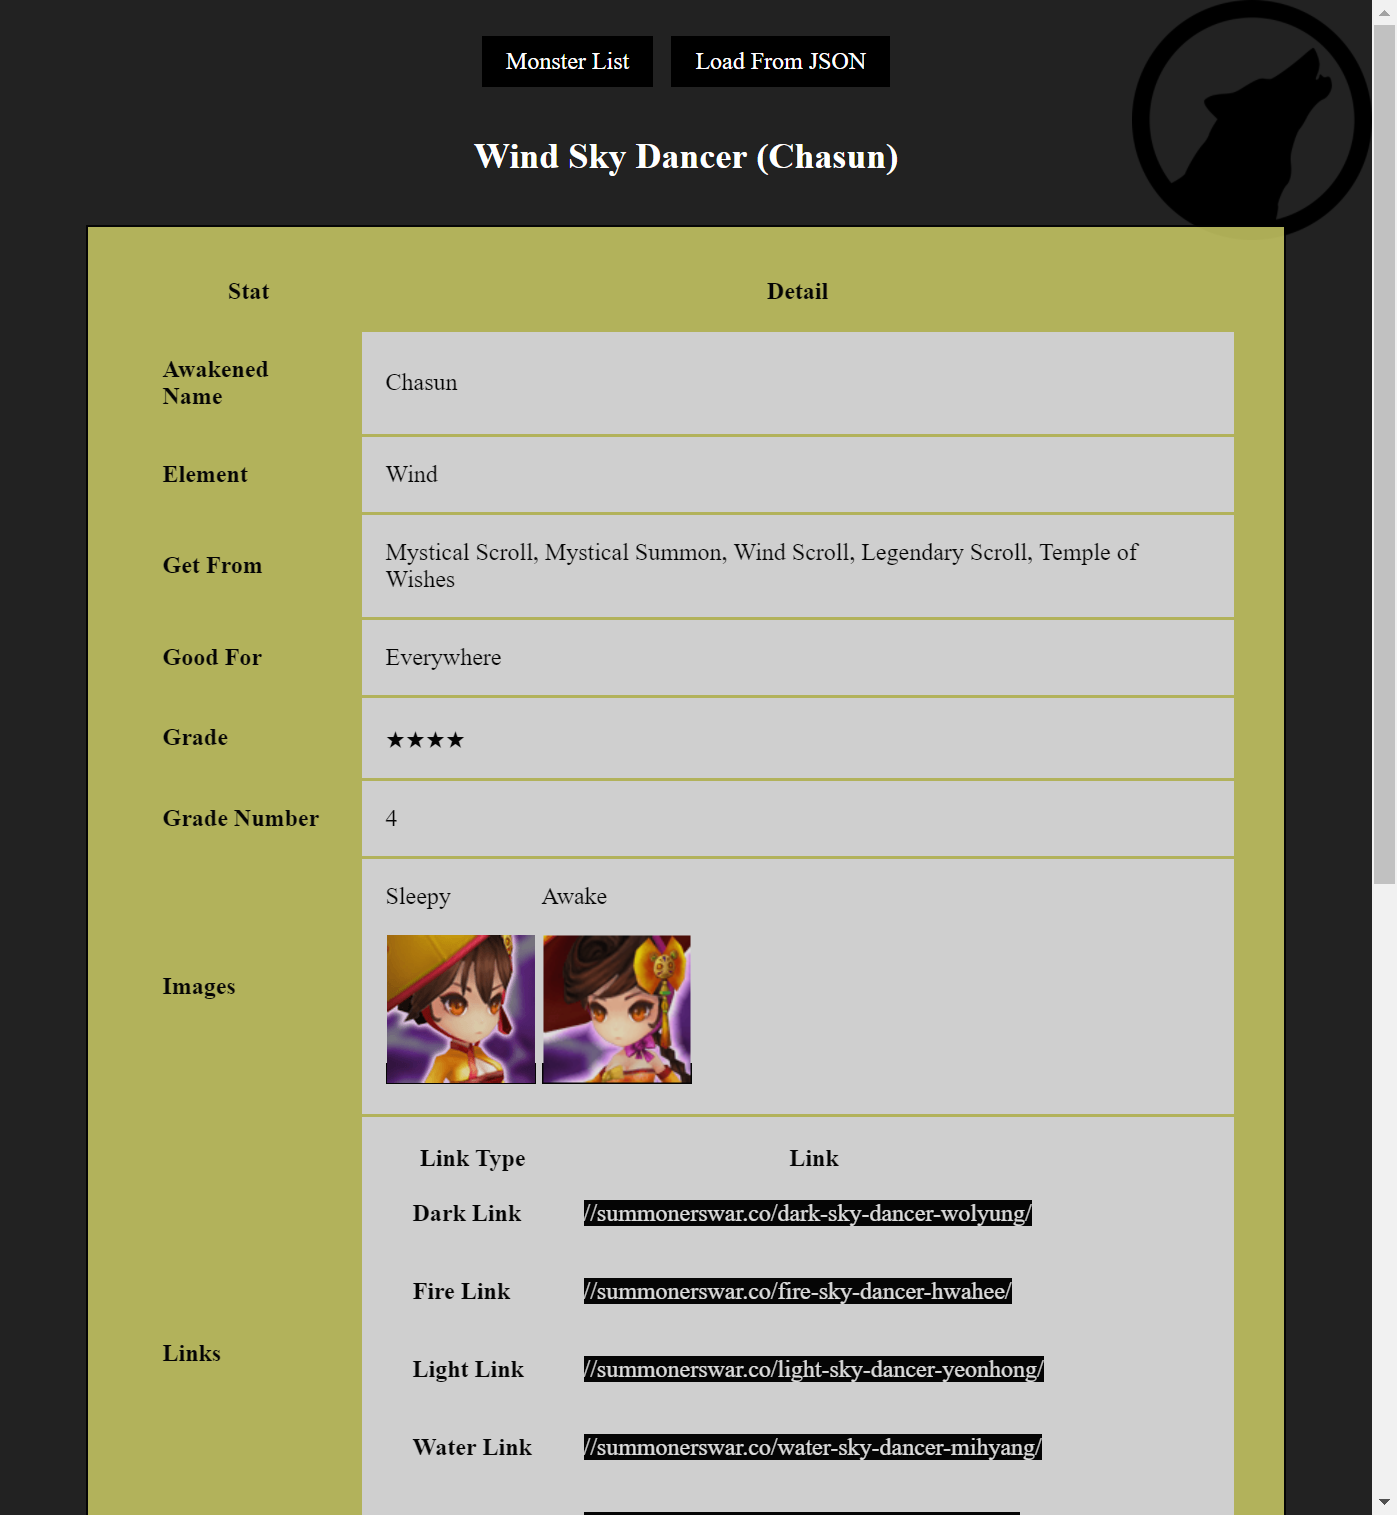 Monster List
Load From JSON
Wind Sky Dancer (Chasun)
Stat
Detail
Awakened
Name
Chasun
Element
Wind
Get From
Mystical Scroll, Mystical Summon, Wind Scroll, Legendary Scroll, Temple of
Wishes
Good For
Everywhere
Grade
★★★★
Grade Number
4
Images
Sleepy
Awake
Links
Link Type
Link
Dark Link
//summonerswar.co/dark-sky-dancer-wolyung/
Fire Link
//summonerswar.co/fire-sky-dancer-hwahee/
Light Link
//summonerswar.co/light-sky-dancer-yeonhong/
Water Link
//summonerswar.co/water-sky-dancer-mihyang/